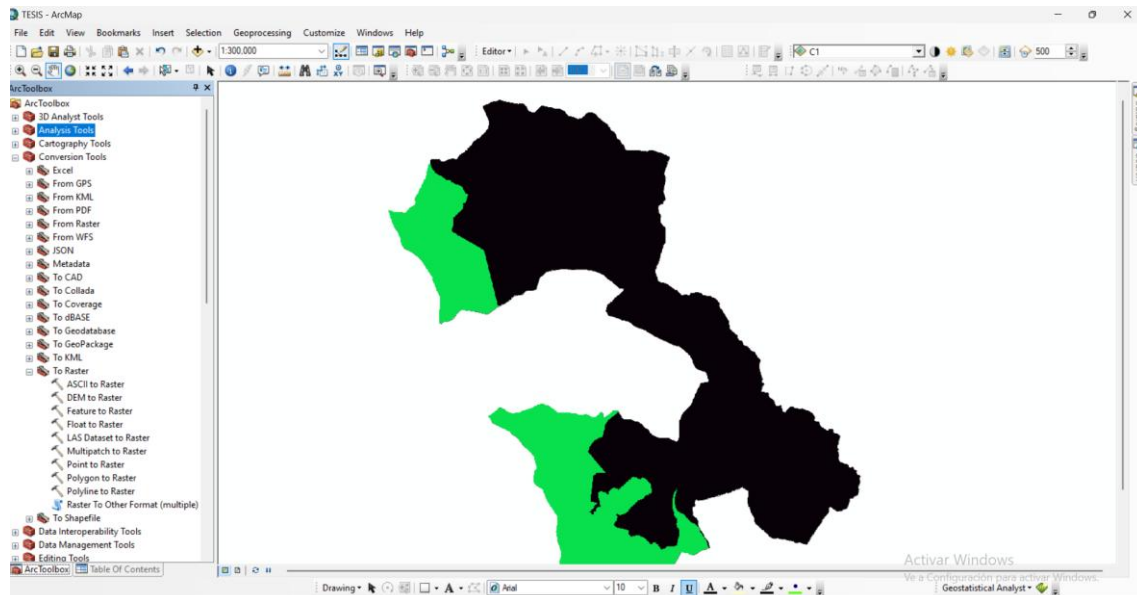 TESIS - ArcMap
File Edit View Bookmarks Insert Selection Geoprocessing Customize Windows Help
1:300.000 Editor C1 500
ArcToolbox
ArcToolbox
3D Analyst Tools
Analysis Tools
Cartography Tools
Conversion Tools
Excel
From GPS
From KML
From PDF
From Raster
From WFS
JSON
Metadata
To CAD
To Collada
To Coverage
To dBASE
To Geodatabase
To GeoPackage
To KML
To Raster
ASCII to Raster
DEM to Raster
Feature to Raster
Float to Raster
LAS Dataset to Raster
Multipatch to Raster
Point to Raster
Polygon to Raster
Polyline to Raster
Raster To Other Format (multiple)
To Shapefile
Data Interoperability Tools
Data Management Tools
Editing Tools
ArcToolbox Table Of Contents
Activar Windows
Ve a Configuración para activar Windows.
Drawing A Arial 10 B I U A Geostatistical Analyst